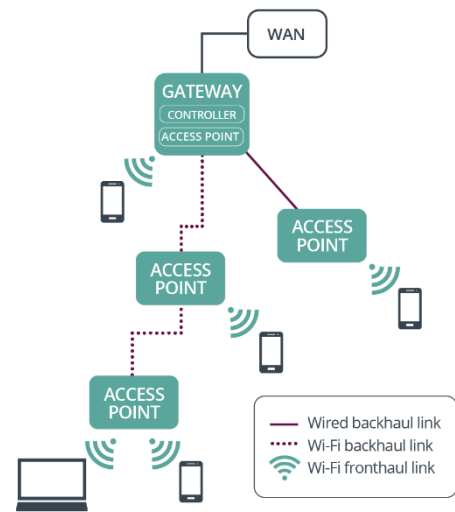 WAN
GATEWAY
CONTROLLER
ACCESS POINT
ACCESS
POINT
ACCESS
POINT
ACCESS
POINT
Wired backhaul link
Wi-Fi backhaul link
Wi-Fi fronthaul link